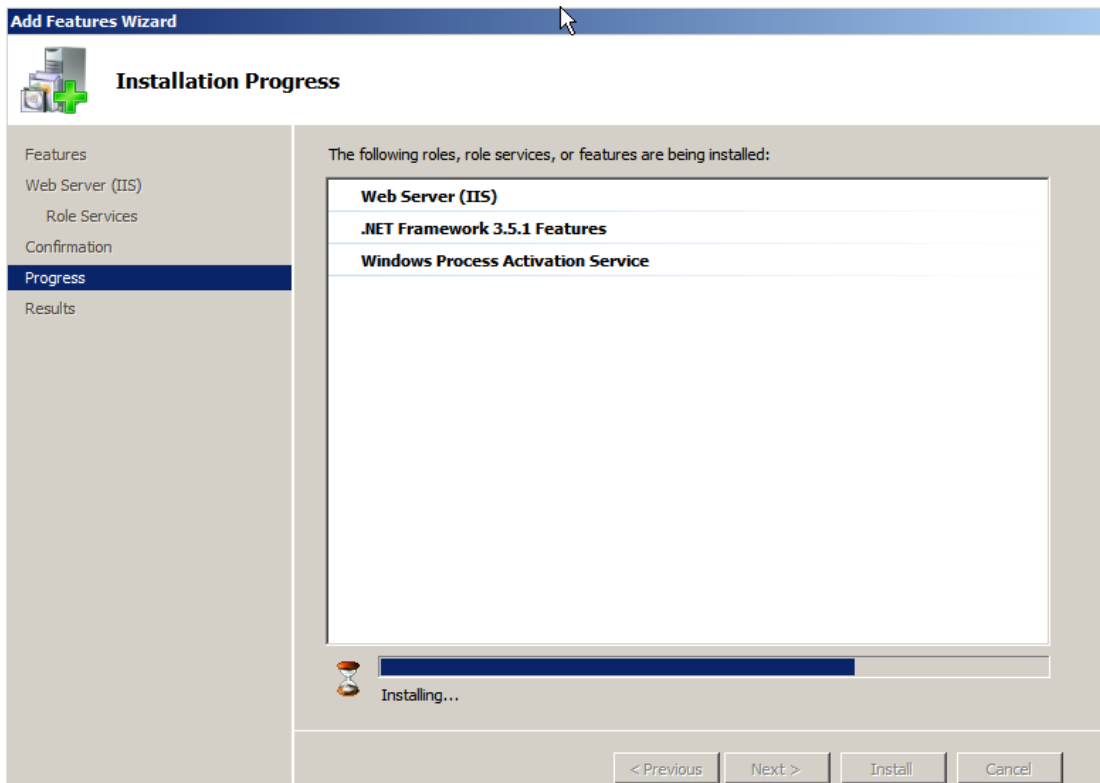 Add Features Wizard
Installation Progress
Features
Web Server (IIS)
Role Services
Confirmation
Progress
Results
The following roles, role services, or features are being installed:
Web Server (IIS)
.NET Framework 3.5.1 Features
Windows Process Activation Service
Installing...
< Previous
Next >
Install
Cancel